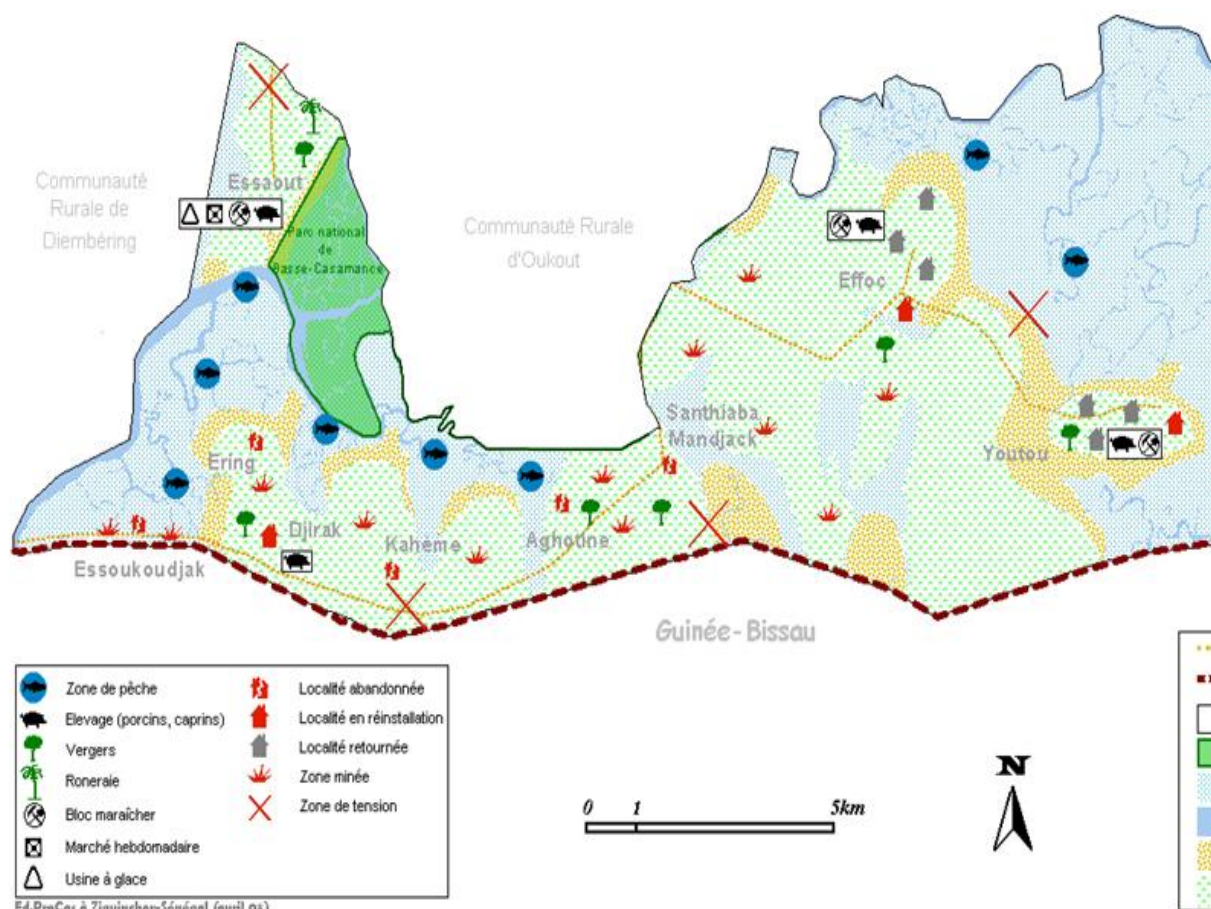 Communauté
Rurale de
Diembéring
Essaout
Parc national
de
Basse-Casamance
Communauté Rurale
d'Oukout
Effoc
Santhiaba
Mandjack
Youtou
Ering
Djirak
Kahème
Aghotine
Essoukoudjak
Guinée-Bissau
Zone de pêche
Elevage (porcins, caprins)
Vergers
Roneraie
Bloc maraîcher
Marché hebdomadaire
Usine à glace
Localité abandonnée
Localité en réinstallation
Localité retournée
Zone minée
Zone de tension
0 1 5km
N